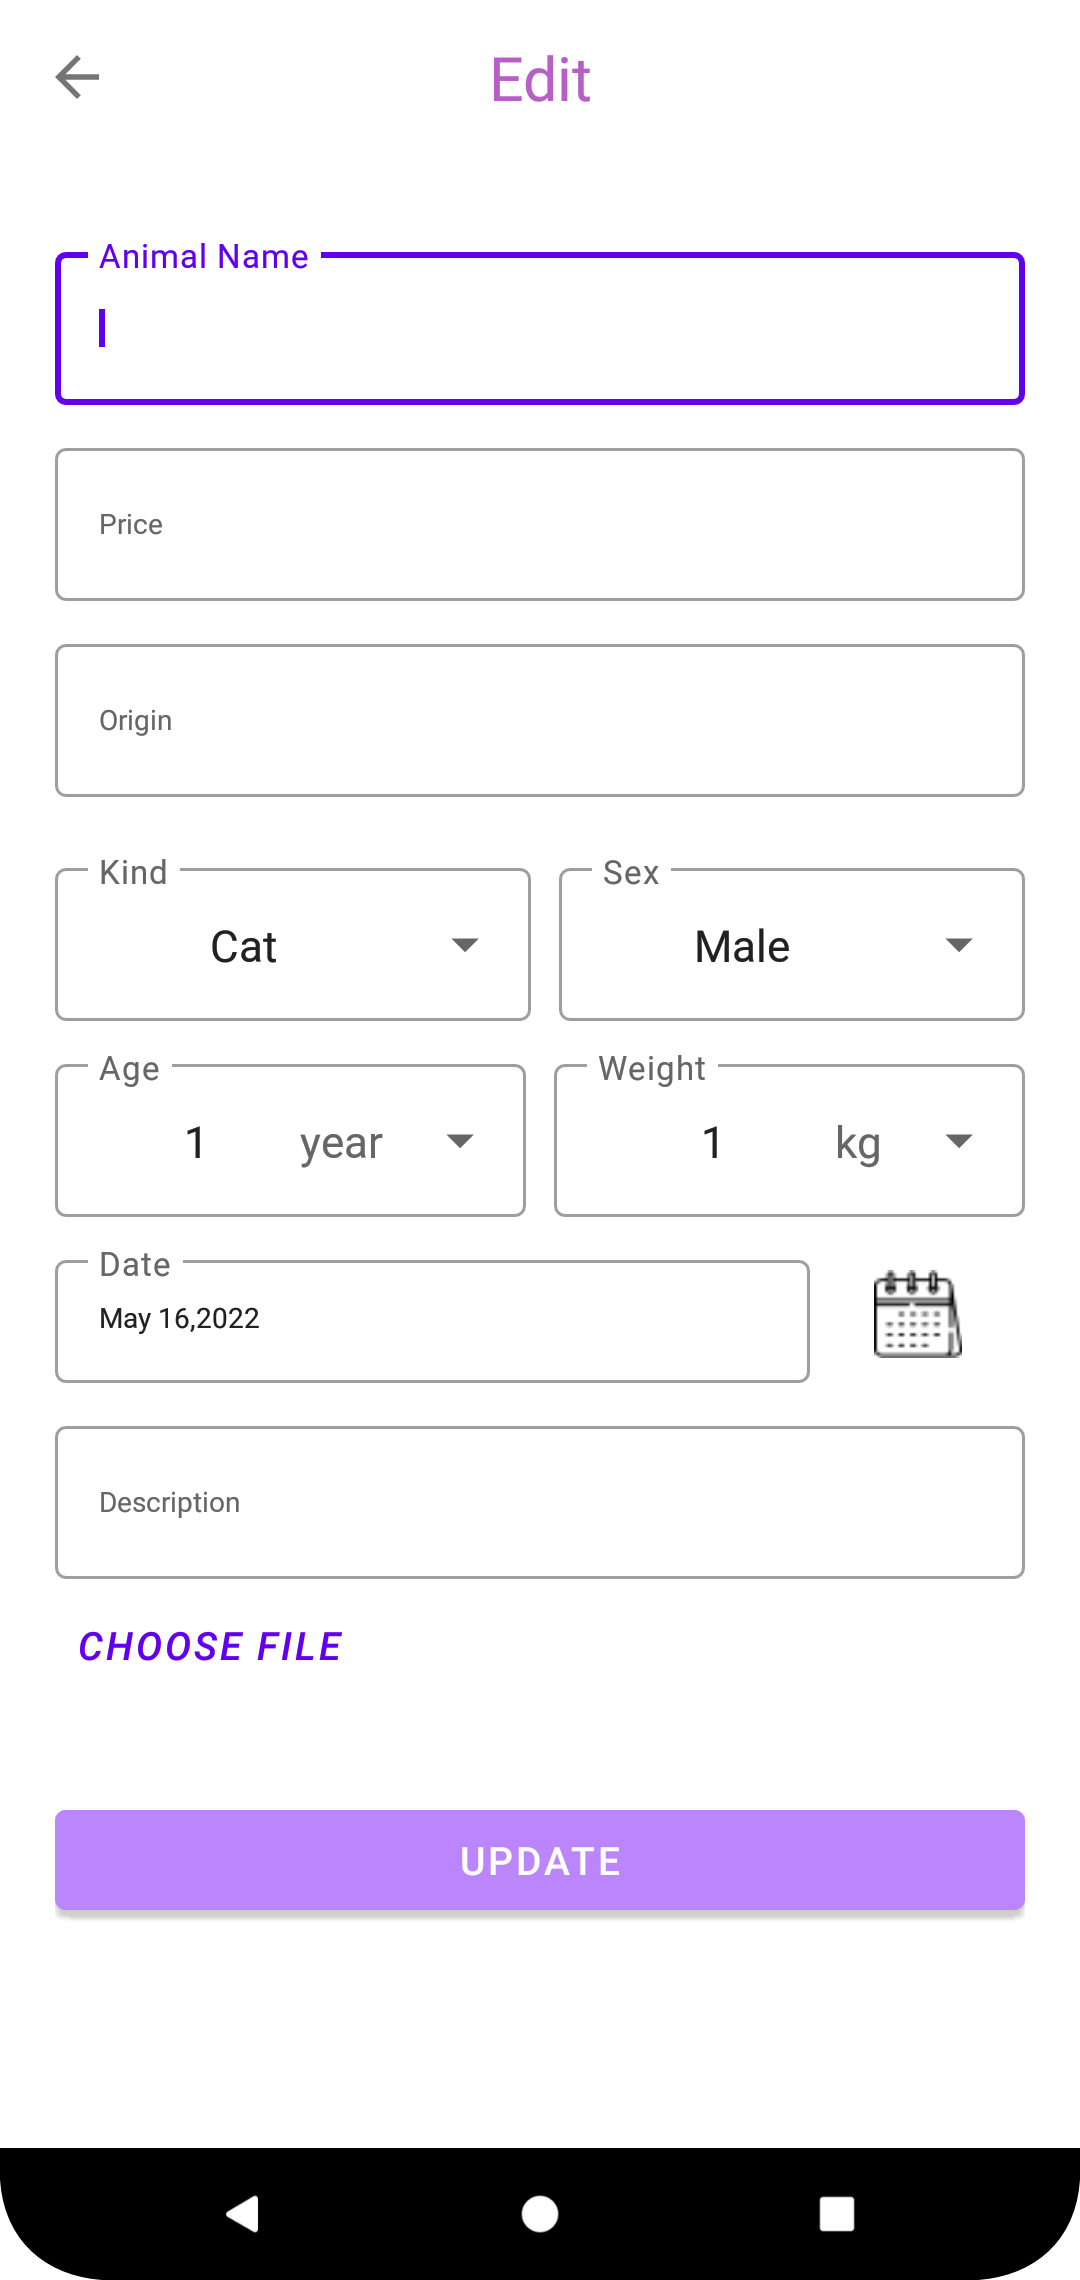 Edit
Animal Name
Price
Origin
Kind Sex
Cat Male
Age Weight
1 year 1 kg
Date
May 16,2022
Description
CHOOSE FILE
UPDATE